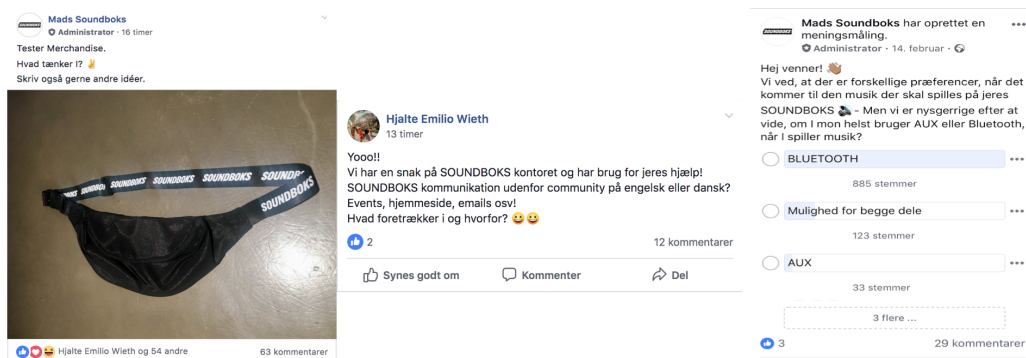 Mads Soundboks
Administrator · 16 timer
Tester Merchandise.
Hvad tænker I? ✌️
Skriv også gerne andre idéer.
SOUNDBOKS SOUNDBOKS SOUNDBOKS SOUNDBOKS
SOUNDBOKS
Hjalte Emilio Wieth og 54 andre
63 kommentarer
Hjalte Emilio Wieth
13 timer
Yooo!!
Vi har en snak på SOUNDBOKS kontoret og har brug for jeres hjælp!
SOUNDBOKS kommunikation udenfor community på engelsk eller dansk?
Events, hjemmeside, emails osv!
Hvad foretrækker i og hvorfor? 😀😀
2
12 kommentarer
Synes godt om
Kommenter
Del
SOUNDBOKS
Mads Soundboks har oprettet en
meningsmåling.
Administrator · 14. februar ·
Hej venner! 👋🏽
Vi ved, at der er forskellige præferencer, når det
kommer til den musik der skal spilles på jeres
SOUNDBOKS 🔊 - Men vi er nysgerrige efter at
vide, om I mon helst bruger AUX eller Bluetooth,
når I spiller musik?
BLUETOOTH
885 stemmer
Mulighed for begge dele
123 stemmer
AUX
33 stemmer
3 flere ...
3
29 kommentarer